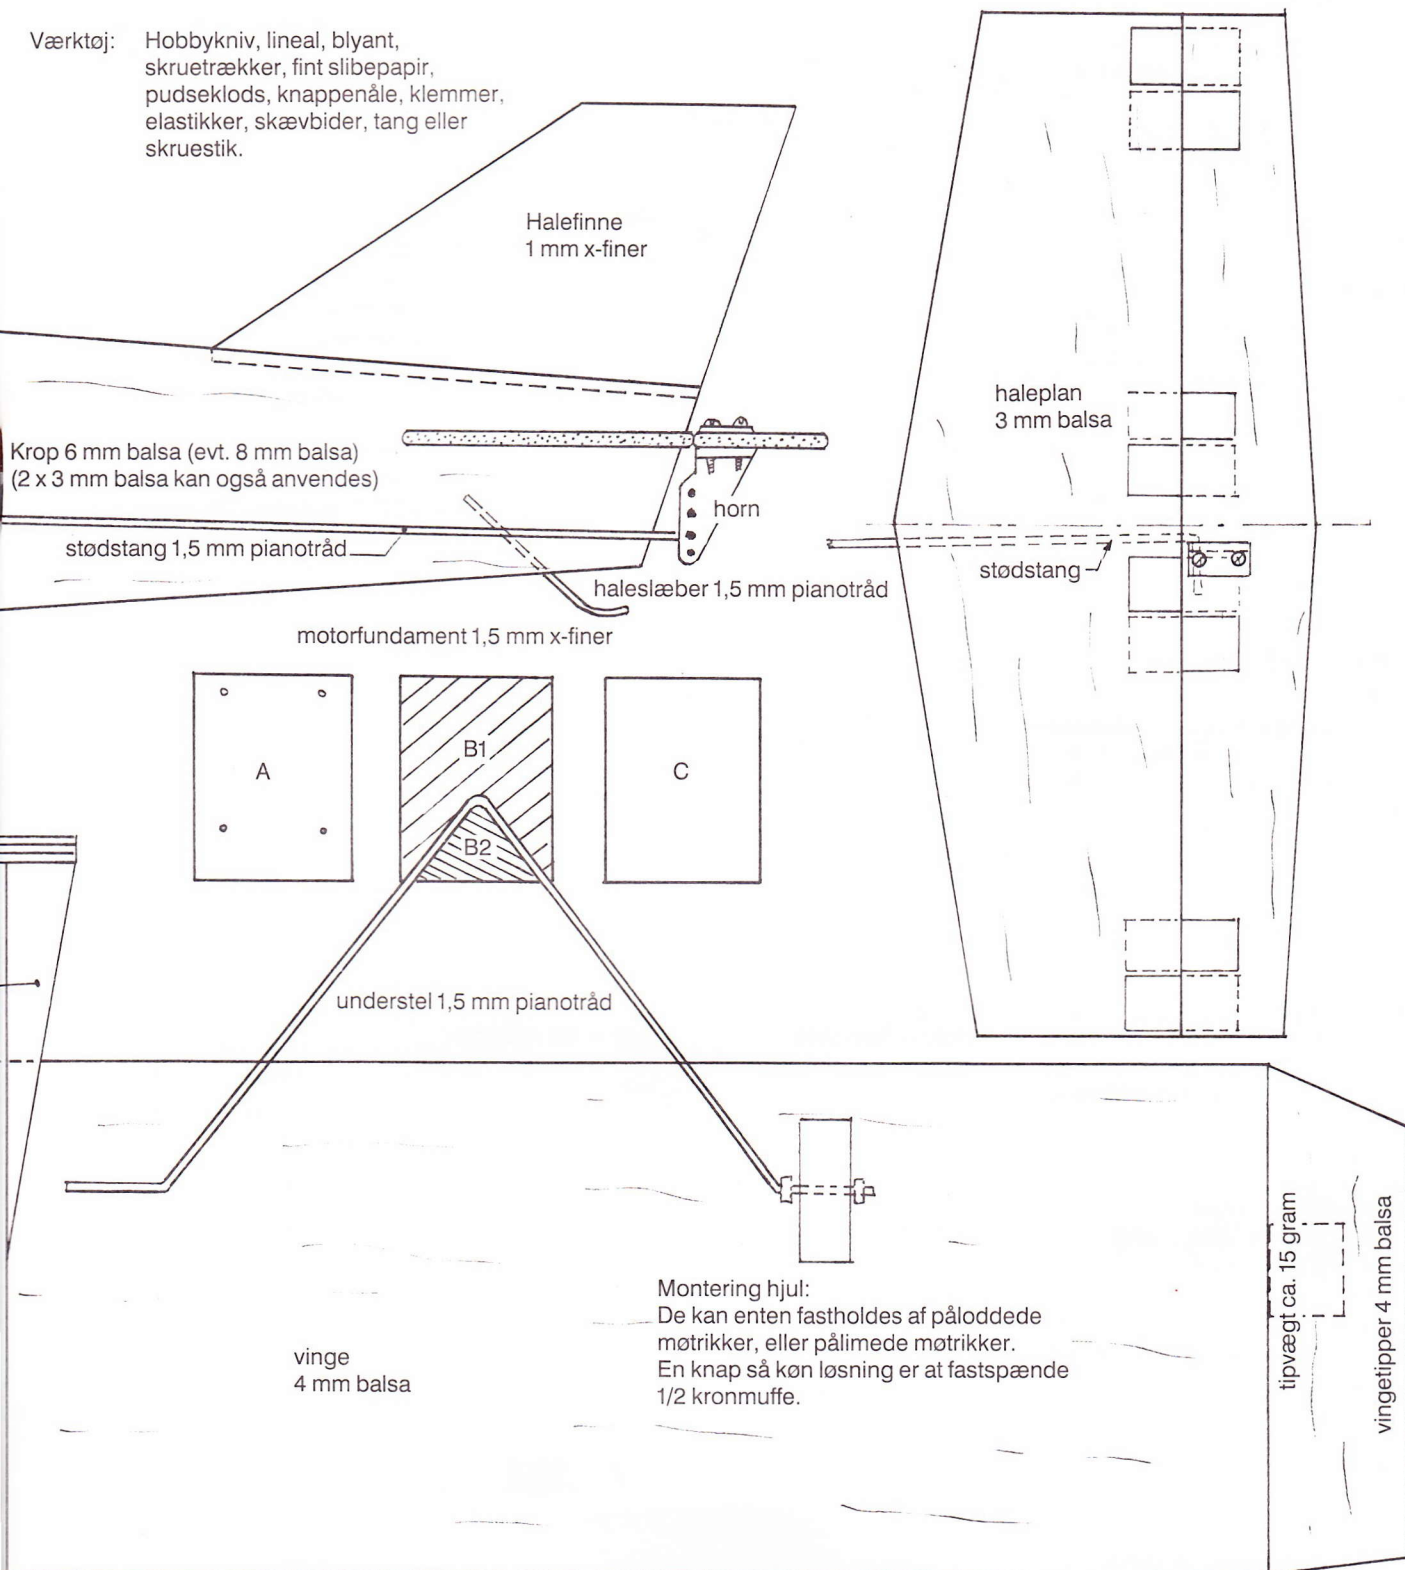 Værktøj: Hobbykniv, lineal, blyant,
skruetrækker, fint slibepapir,
pudseklods, knappenåle, klemmer,
elastikker, skævbider, tang eller
skruestik.
Halefinne
1 mm x-finer
haleplan
3 mm balsa
Krop 6 mm balsa (evt. 8 mm balsa)
(2 x 3 mm balsa kan også anvendes)
horn
stødstang 1,5 mm pianotråd
stødstang
haleslæber 1,5 mm pianotråd
motorfundament 1,5 mm x-finer
A
B1
C
B2
understel 1,5 mm pianotråd
Montering hjul:
De kan enten fastholdes af påloddede
møtrikker, eller pålimede møtrikker.
En knap så køn løsning er at fastspænde
1/2 kronmuffe.
vinge
4 mm balsa
tipvægt ca. 15 gram
vingetipper 4 mm balsa